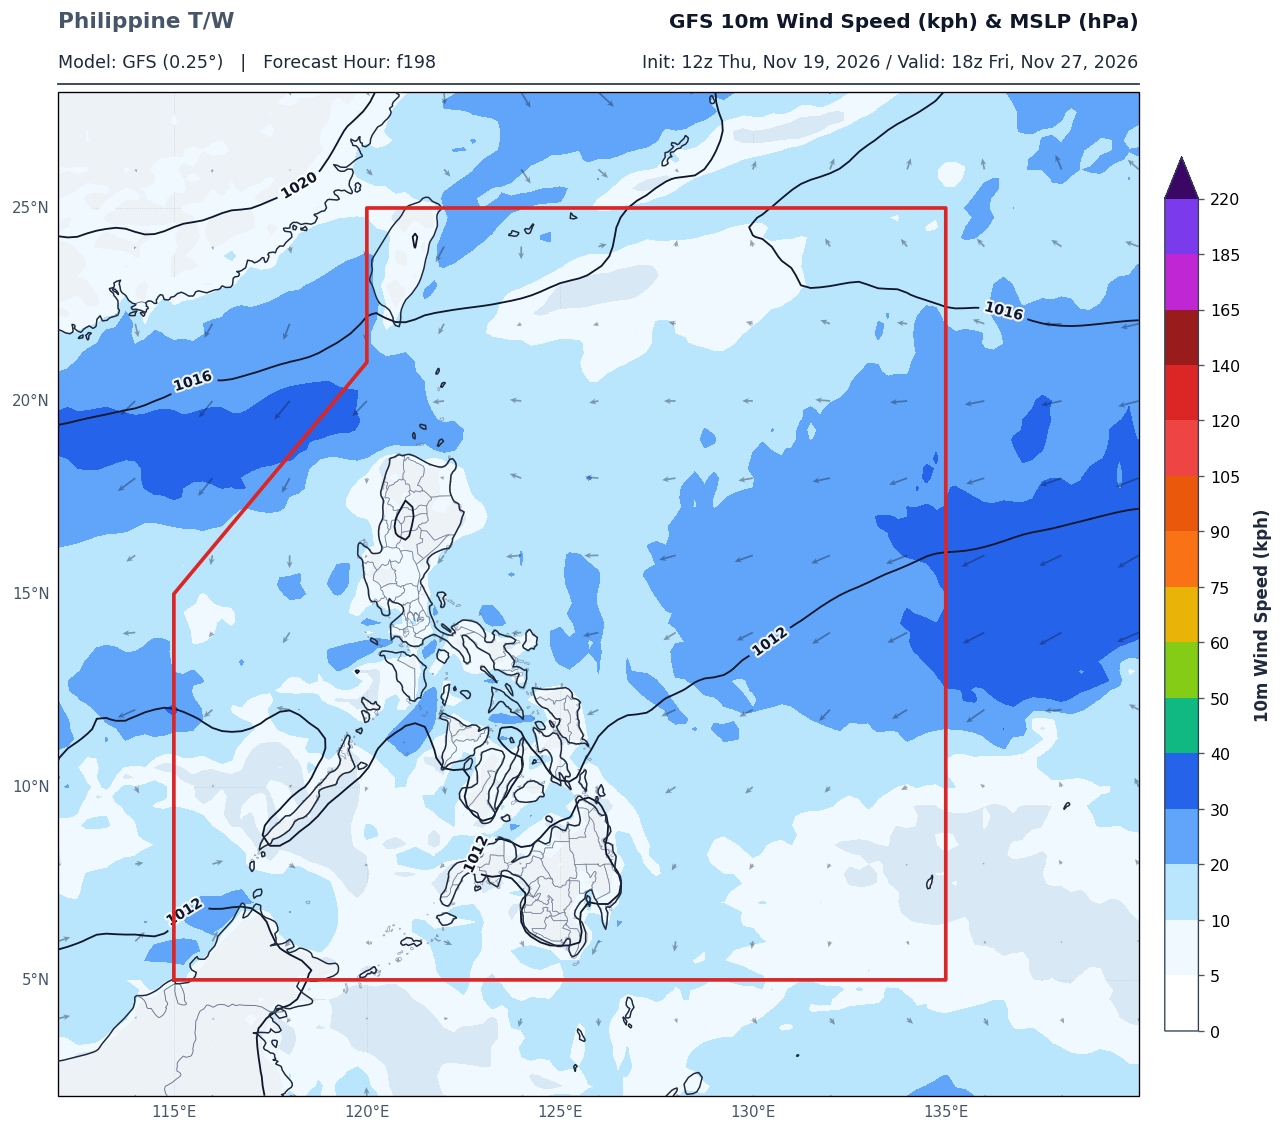 Philippine T/W
GFS 10m Wind Speed (kph) & MSLP (hPa)
Model: GFS (0.25°) | Forecast Hour: f198
Init: 12z Thu, Nov 19, 2026 / Valid: 18z Fri, Nov 27, 2026
1020
1016
1016
1012
1012
1012
25°N
20°N
15°N
10°N
5°N
115°E
120°E
125°E
130°E
135°E
220
185
165
140
120
105
90
75
60
50
40
30
20
10
5
0
10m Wind Speed (kph)